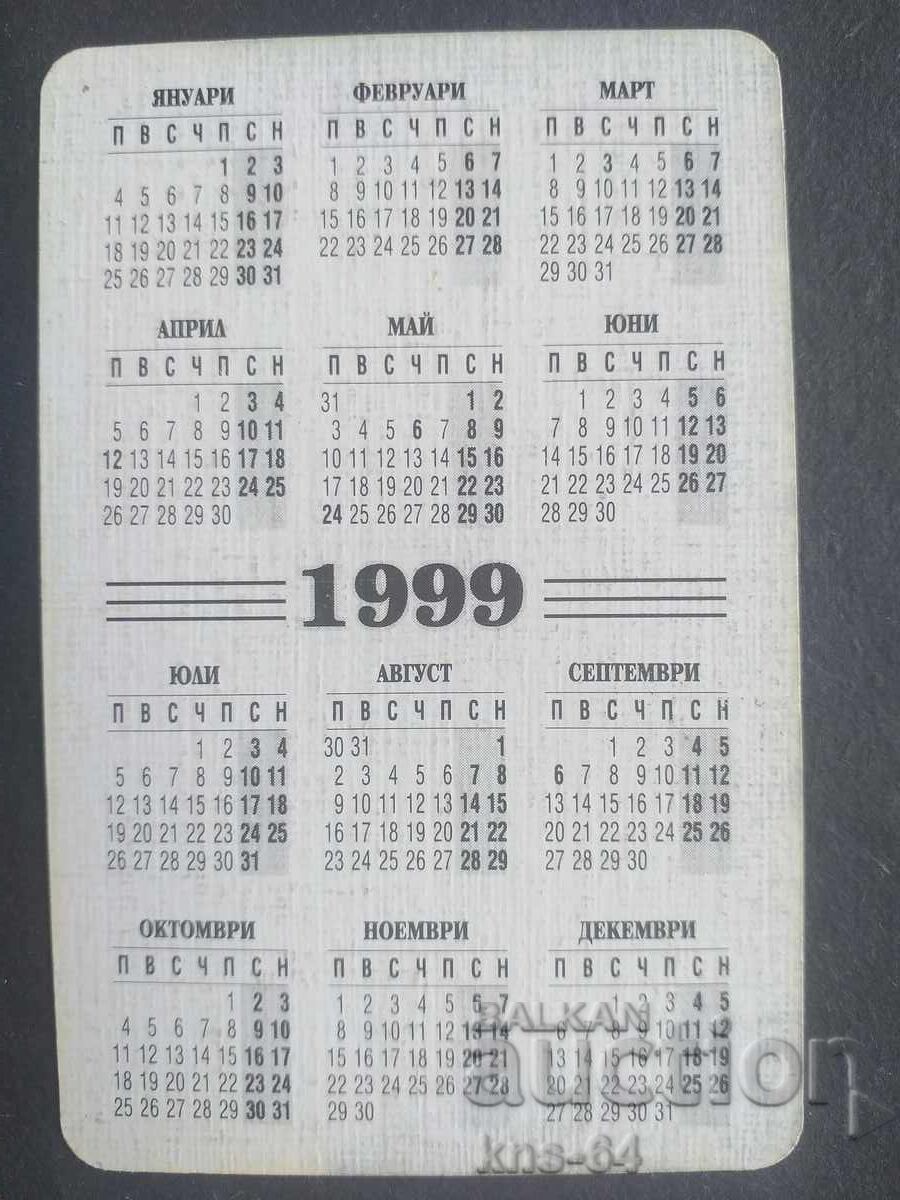 ЯНУАРИ
П В С Ч П С Н
1 2 3
4 5 6 7 8 9 10
11 12 13 14 15 16 17
18 19 20 21 22 23 24
25 26 27 28 29 30 31
ФЕВРУАРИ
П В С Ч П С Н
1 2 3 4 5 6 7
8 9 10 11 12 13 14
15 16 17 18 19 20 21
22 23 24 25 26 27 28
МАРТ
П В С Ч П С Н
1 2 3 4 5 6 7
8 9 10 11 12 13 14
15 16 17 18 19 20 21
22 23 24 25 26 27 28
29 30 31
АПРИЛ
П В С Ч П С Н
1 2 3 4
5 6 7 8 9 10 11
12 13 14 15 16 17 18
19 20 21 22 23 24 25
26 27 28 29 30
МАЙ
П В С Ч П С Н
31 1 2
3 4 5 6 7 8 9
10 11 12 13 14 15 16
17 18 19 20 21 22 23
24 25 26 27 28 29 30
ЮНИ
П В С Ч П С Н
1 2 3 4 5 6
7 8 9 10 11 12 13
14 15 16 17 18 19 20
21 22 23 24 25 26 27
28 29 30
1999
ЮЛИ
П В С Ч П С Н
1 2 3 4
5 6 7 8 9 10 11
12 13 14 15 16 17 18
19 20 21 22 23 24 25
26 27 28 29 30 31
АВГУСТ
П В С Ч П С Н
30 31 1
2 3 4 5 6 7 8
9 10 11 12 13 14 15
16 17 18 19 20 21 22
23 24 25 26 27 28 29
СЕПТЕМВРИ
П В С Ч П С Н
1 2 3 4 5
6 7 8 9 10 11 12
13 14 15 16 17 18 19
20 21 22 23 24 25 26
27 28 29 30
ОКТОМВРИ
П В С Ч П С Н
1 2 3
4 5 6 7 8 9 10
11 12 13 14 15 16 17
18 19 20 21 22 23 24
25 26 27 28 29 30 31
НОЕМВРИ
П В С Ч П С Н
1 2 3 4 5 6 7
8 9 10 11 12 13 14
15 16 17 18 19 20 21
22 23 24 25 26 27 28
29 30
ДЕКЕМВРИ
П В С Ч П С Н
1 2 3 4 5
6 7 8 9 10 11 12
13 14 15 16 17 18 19
20 21 22 23 24 25 26
27 28 29 30 31
BALKAN
auction
kns-64